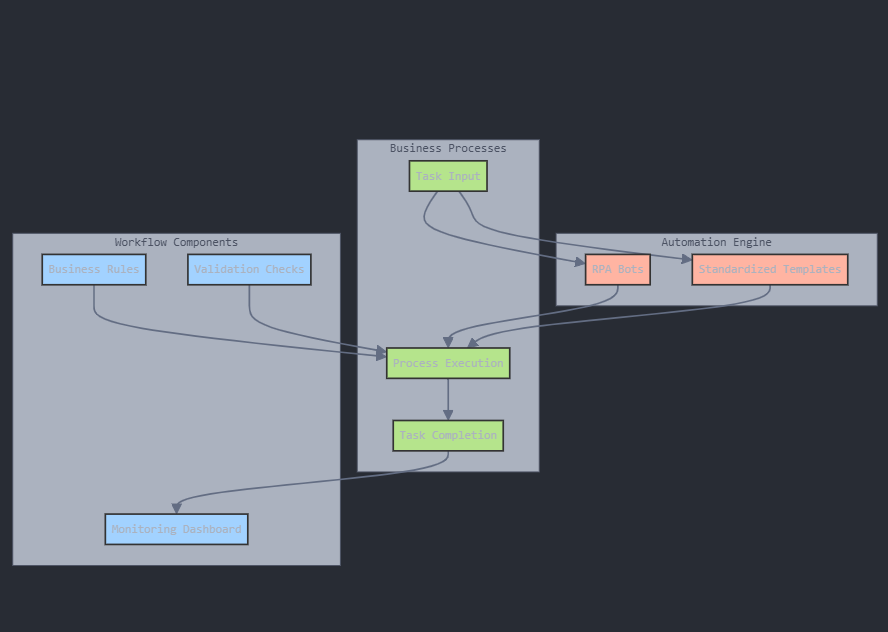 Business Processes
Task Input
Workflow Components
Business Rules
Validation Checks
Automation Engine
RPA Bots
Standardized Templates
Process Execution
Task Completion
Monitoring Dashboard